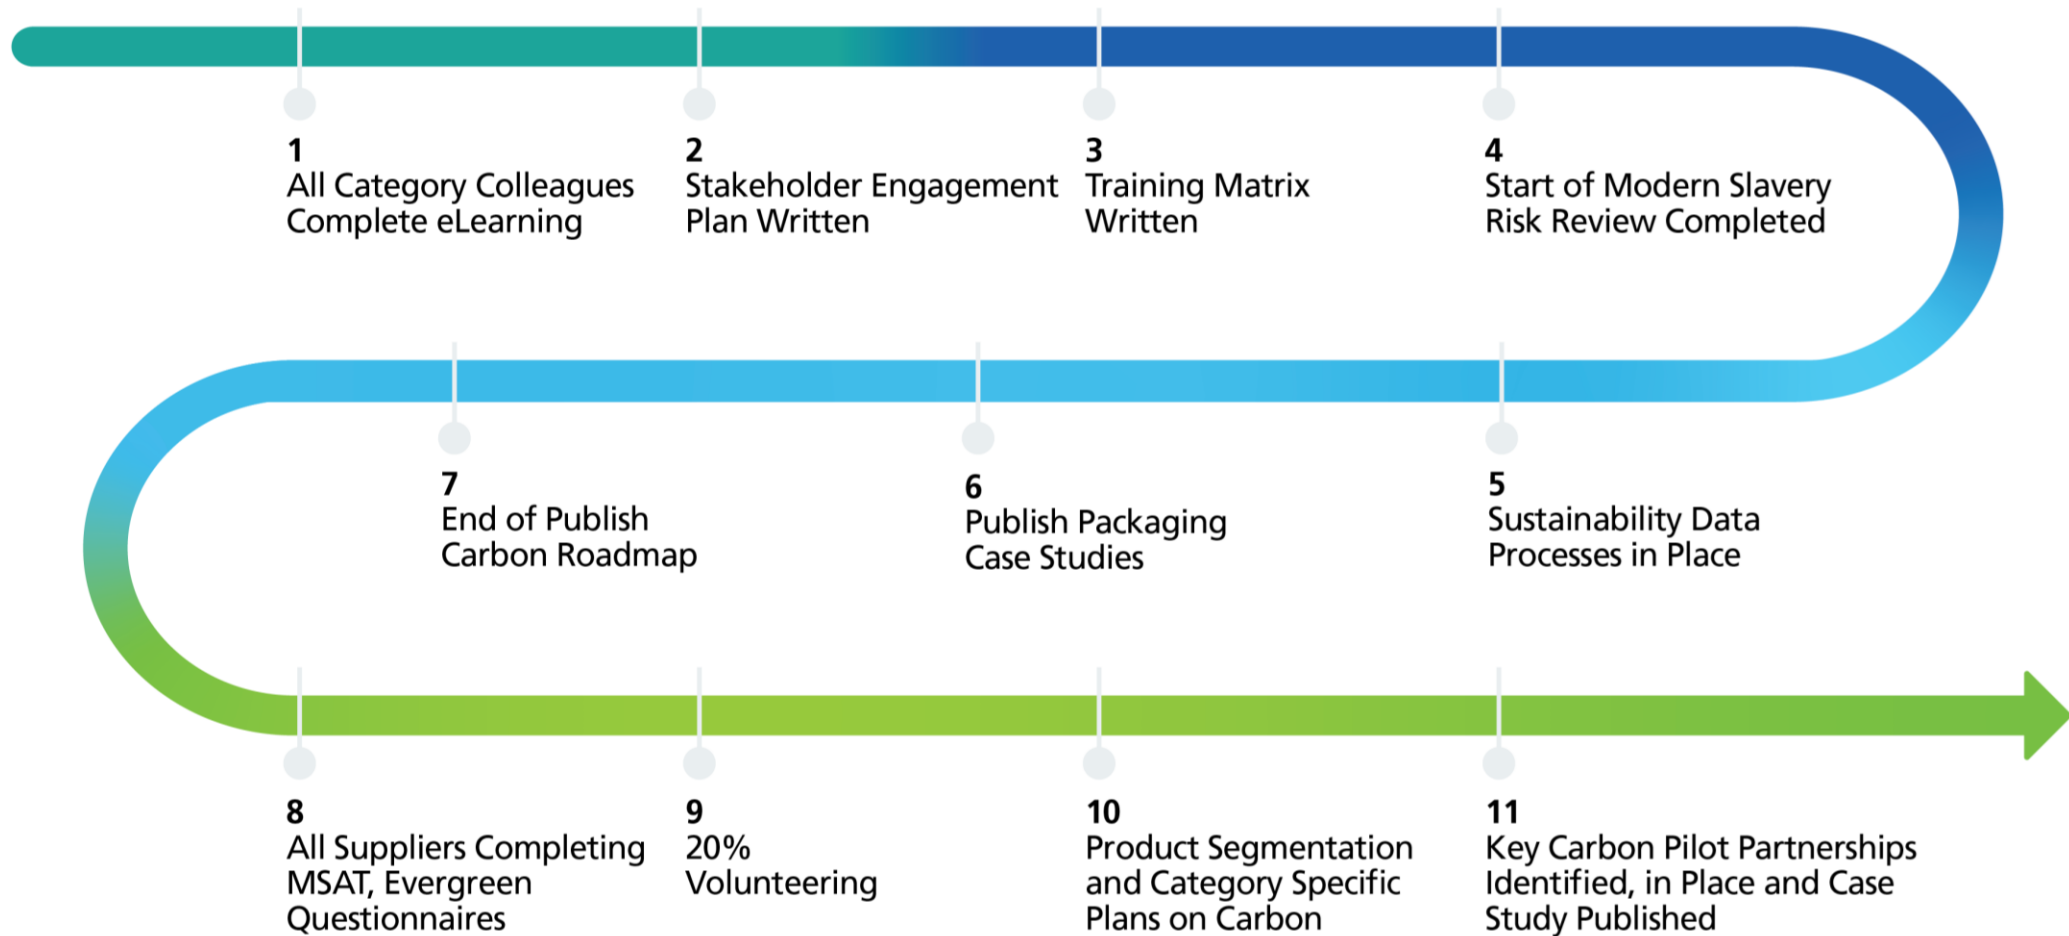 1
All Category Colleagues
Complete eLearning
2
Stakeholder Engagement
Plan Written
3
Training Matrix
Written
4
Start of Modern Slavery
Risk Review Completed
5
Sustainability Data
Processes in Place
6
Publish Packaging
Case Studies
7
End of Publish
Carbon Roadmap
8
All Suppliers Completing
MSAT, Evergreen
Questionnaires
9
20%
Volunteering
10
Product Segmentation
and Category Specific
Plans on Carbon
11
Key Carbon Pilot Partnerships
Identified, in Place and Case
Study Published